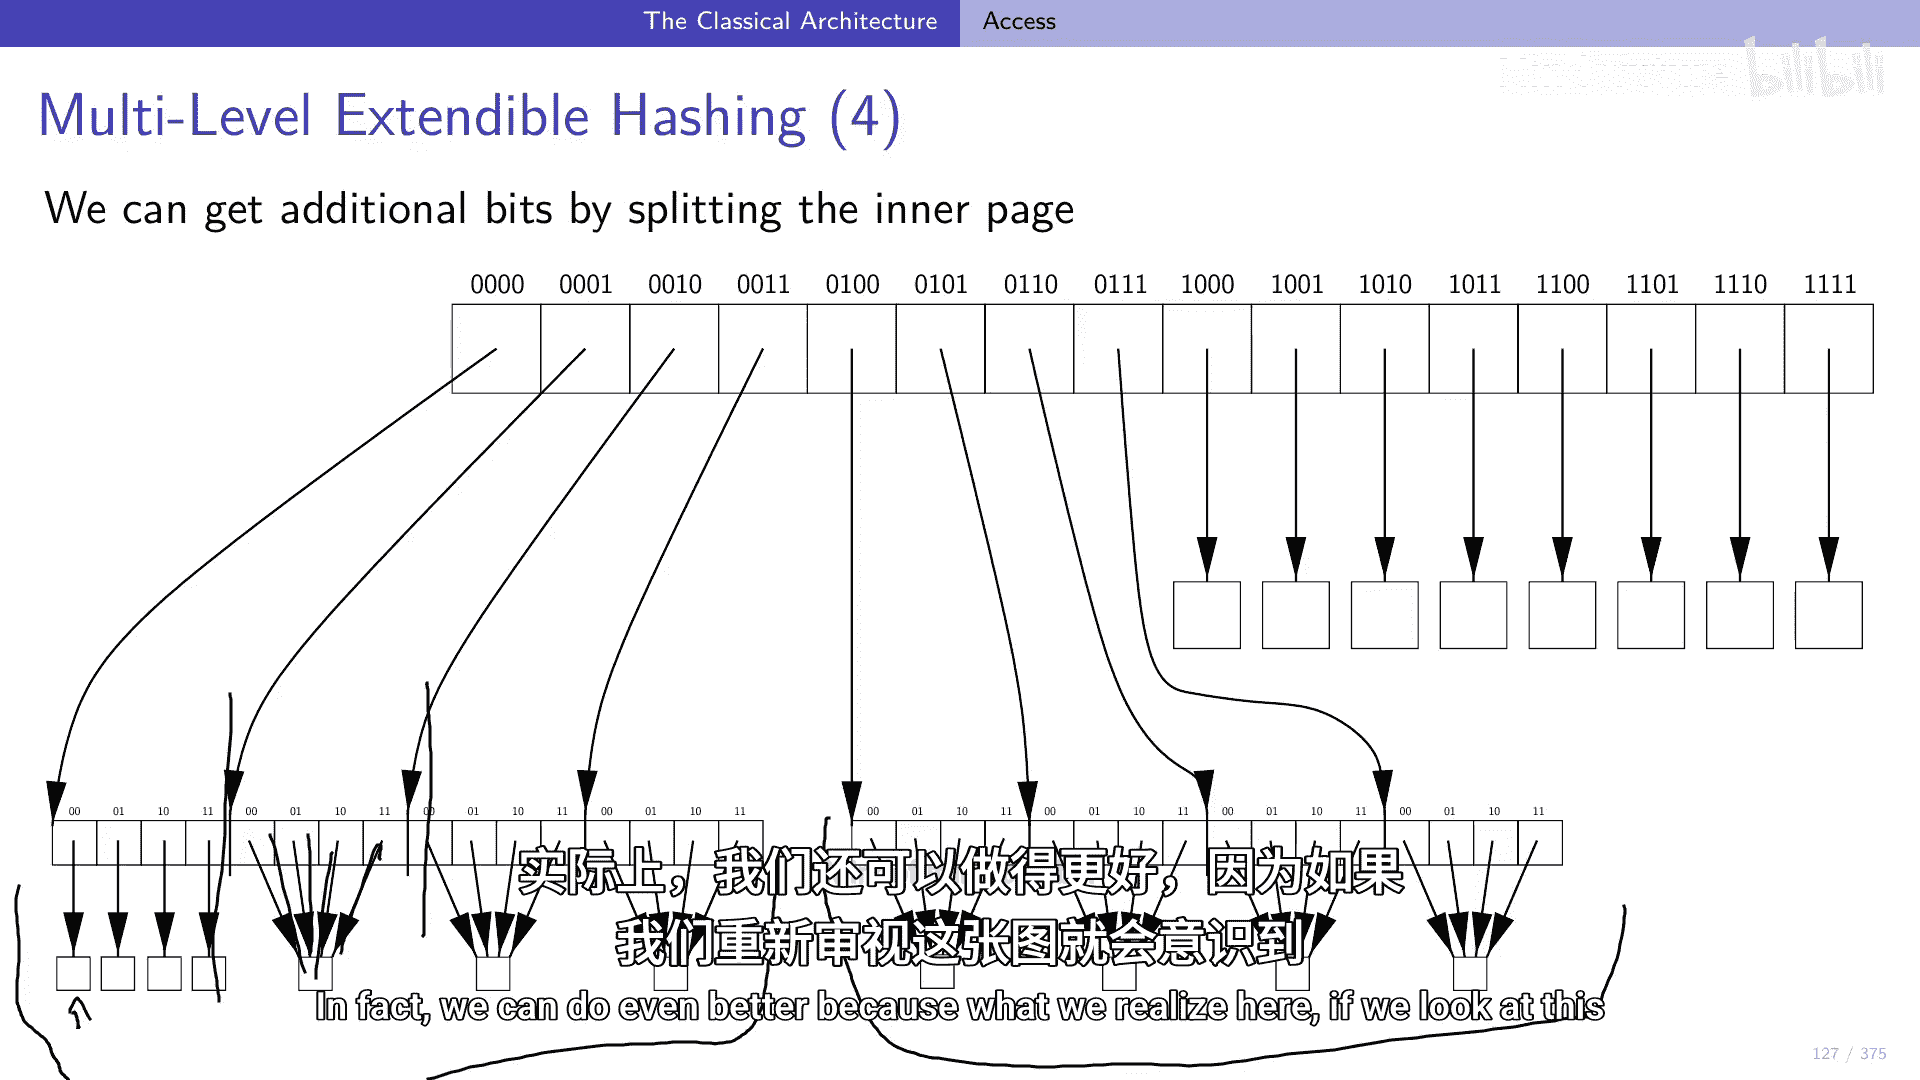 The Classical Architecture Access
bilibili
Multi-Level Extendible Hashing (4)
We can get additional bits by splitting the inner page
0000 0001 0010 0011 0100 0101 0110 0111 1000 1001 1010 1011 1100 1101 1110 1111
00 01 10 11 00 01 10 11 00 01 10 11 00 01 10 11 00 01 10 11 00 01 10 11 00 01 10 11 00 01 10 11
实际上，我们还可以做得更好，因为如果
我们重新审视这张图就会意识到
In fact, we can do even better because what we realize here, if we look at this
127 / 375